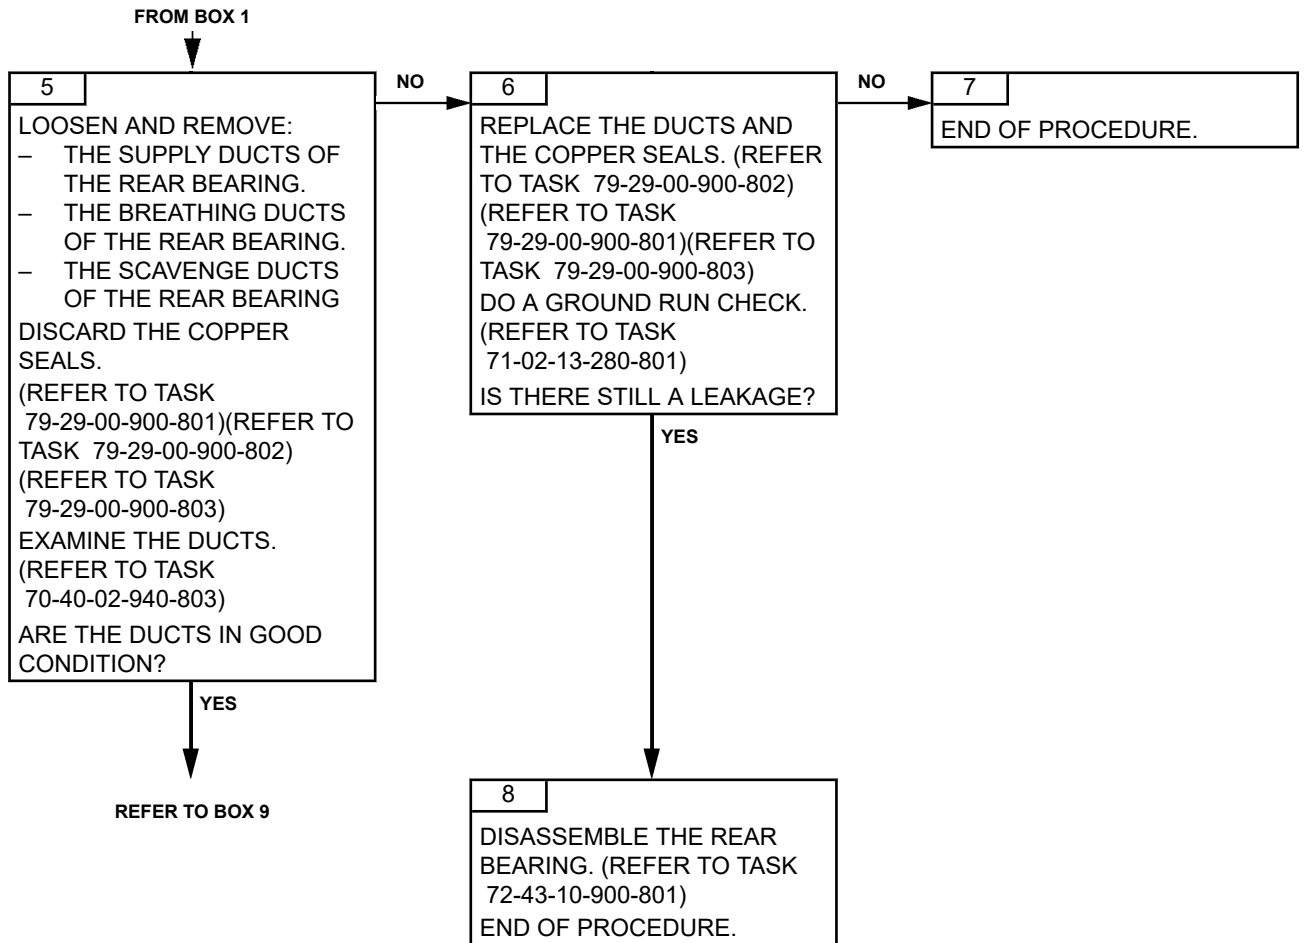 FROM BOX 1
5
LOOSEN AND REMOVE:
– THE SUPPLY DUCTS OF
THE REAR BEARING.
– THE BREATHING DUCTS
OF THE REAR BEARING.
– THE SCAVENGE DUCTS
OF THE REAR BEARING
DISCARD THE COPPER
SEALS.
(REFER TO TASK
79-29-00-900-801)(REFER TO
TASK 79-29-00-900-802)
(REFER TO TASK
79-29-00-900-803)
EXAMINE THE DUCTS.
(REFER TO TASK
70-40-02-940-803)
ARE THE DUCTS IN GOOD
CONDITION?
NO
YES
REFER TO BOX 9
6
REPLACE THE DUCTS AND
THE COPPER SEALS. (REFER
TO TASK 79-29-00-900-802)
(REFER TO TASK
79-29-00-900-801)(REFER TO
TASK 79-29-00-900-803)
DO A GROUND RUN CHECK.
(REFER TO TASK
71-02-13-280-801)
IS THERE STILL A LEAKAGE?
NO
YES
7
END OF PROCEDURE.
8
DISASSEMBLE THE REAR
BEARING. (REFER TO TASK
72-43-10-900-801)
END OF PROCEDURE.